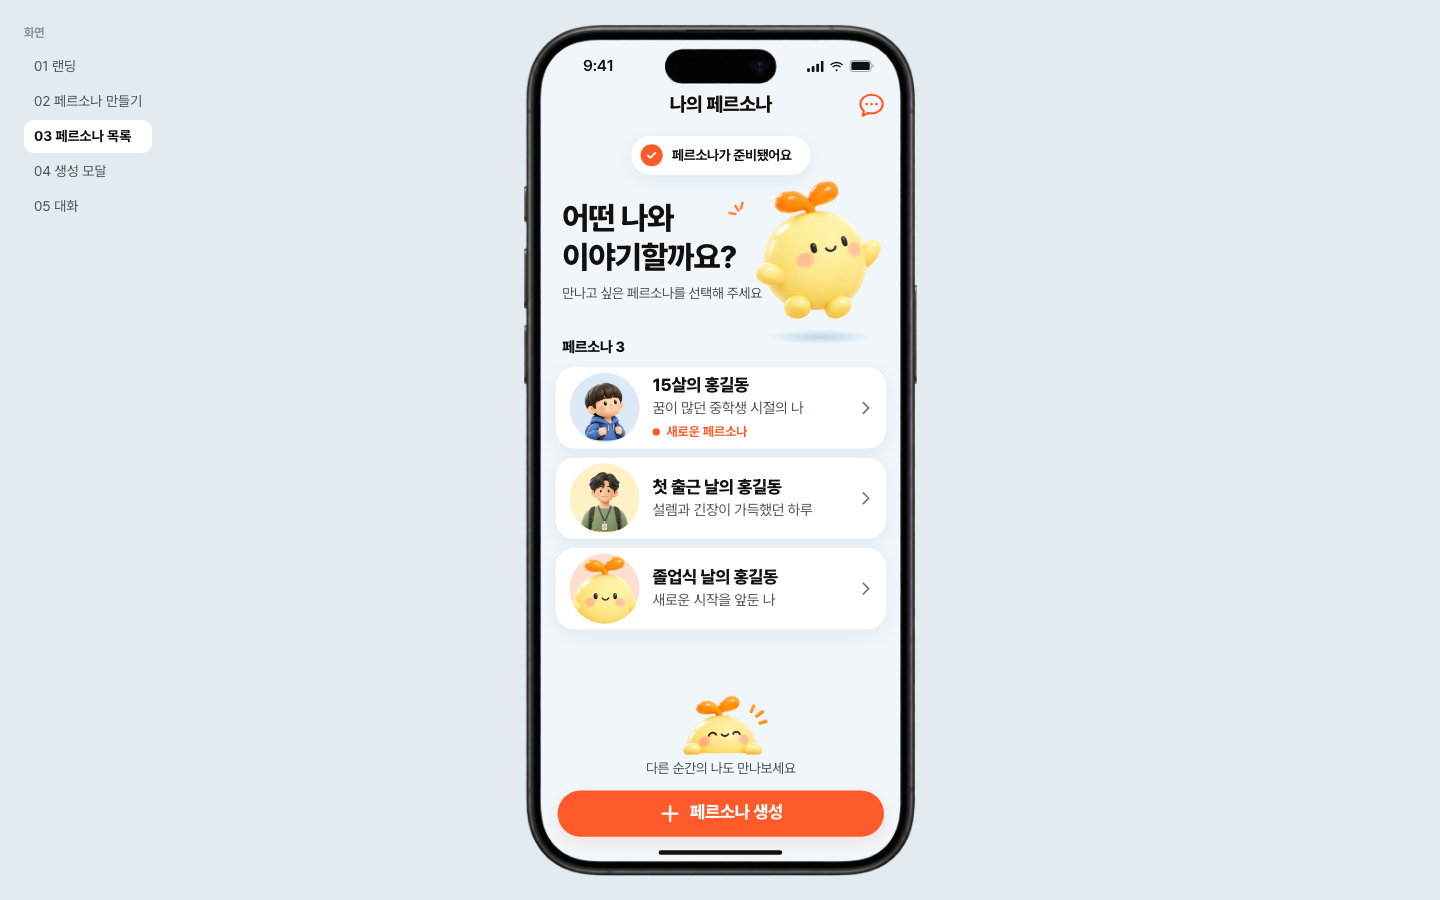 화면
01 랜딩
02 페르소나 만들기
03 페르소나 목록
04 생성 모달
05 대화
9:41
나의 페르소나
페르소나가 준비됐어요
어떤 나와
이야기할까요?
만나고 싶은 페르소나를 선택해 주세요
페르소나 3
15살의 홍길동
꿈이 많던 중학생 시절의 나
새로운 페르소나
첫 출근 날의 홍길동
설렘과 긴장이 가득했던 하루
졸업식 날의 홍길동
새로운 시작을 앞둔 나
다른 순간의 나도 만나보세요
페르소나 생성